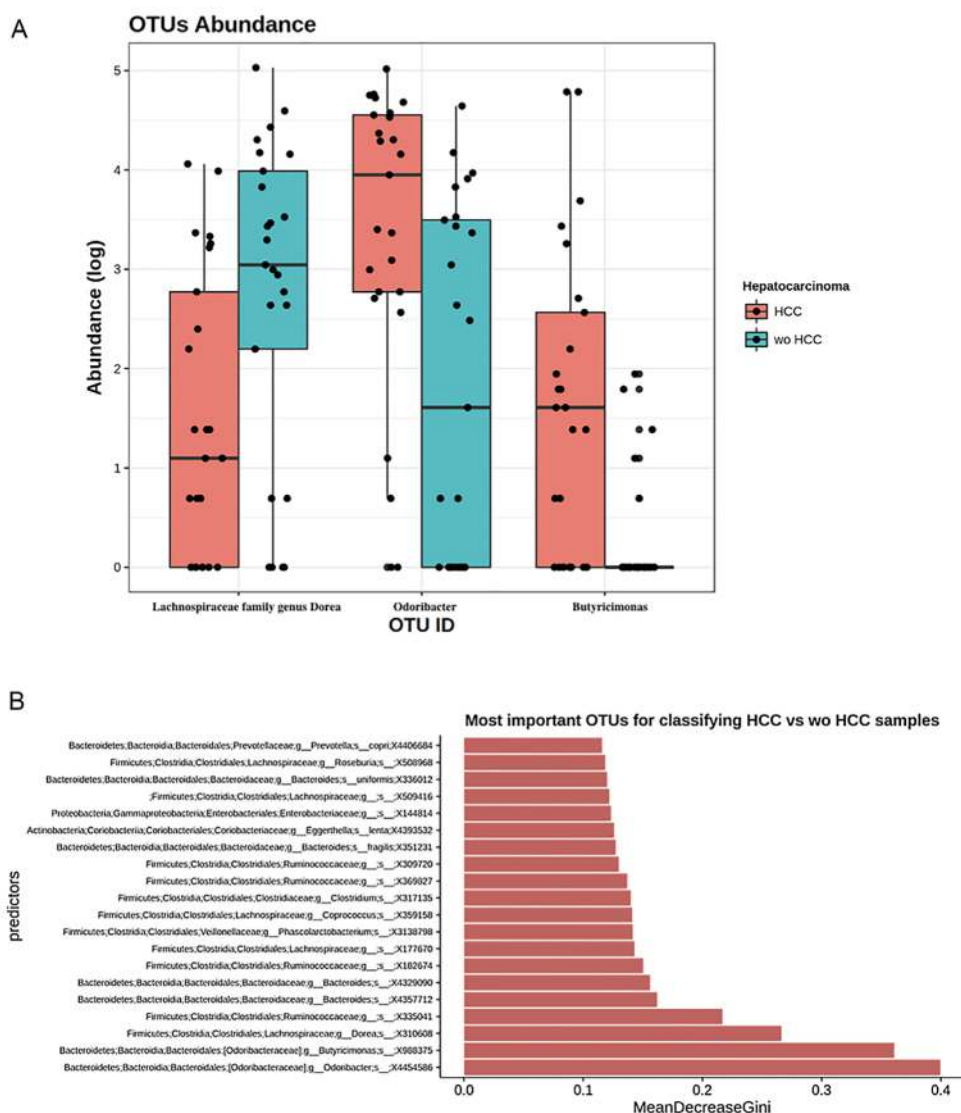 A
OTUs Abundance
5
4
3
2
1
0
Abundance (log)
Lachnospiraceae family genus Dorea
Odoribacter
Butyricimonas
OTU ID
Hepatocarcinoma
HCC
wo HCC
B
Most important OTUs for classifying HCC vs wo HCC samples
predictors
Bacteroidetes;Bacteroidia;Bacteroidales;Prevotellaceae;g__Prevotella;s__copri;X4406684
Firmicutes;Clostridia;Clostridiales;Lachnospiraceae;g__Roseburia;s__;X508968
Bacteroidetes;Bacteroidia;Bacteroidales;Bacteroidaceae;g__Bacteroides;s__uniformis;X336012
;Firmicutes;Clostridia;Clostridiales;Lachnospiraceae;g__;s__;X509416
Proteobacteria;Gammaproteobacteria;Enterobacteriales;Enterobacteriaceae;g__;s__;X144814
Actinobacteria;Coriobacteriia;Coriobacteriales;Coriobacteriaceae;g__Eggerthella;s__lenta;X4393532
Bacteroidetes;Bacteroidia;Bacteroidales;Bacteroidaceae;g__Bacteroides;s__fragilis;X351231
Firmicutes;Clostridia;Clostridiales;Ruminococcaceae;g__;s__;X309720
Firmicutes;Clostridia;Clostridiales;Ruminococcaceae;g__;s__;X369827
Firmicutes;Clostridia;Clostridiales;Clostridiaceae;g__Clostridium;s__;X317135
Firmicutes;Clostridia;Clostridiales;Lachnospiraceae;g__Coprococcus;s__;X359158
Firmicutes;Clostridia;Clostridiales;Veillonellaceae;g__Phascolarctobacterium;s__;X3138798
Firmicutes;Clostridia;Clostridiales;Lachnospiraceae;g__;s__;X177670
Firmicutes;Clostridia;Clostridiales;Ruminococcaceae;g__;s__;X182674
Bacteroidetes;Bacteroidia;Bacteroidales;Bacteroidaceae;g__Bacteroides;s__;X4329090
Bacteroidetes;Bacteroidia;Bacteroidales;Bacteroidaceae;g__Bacteroides;s__;X4357712
Firmicutes;Clostridia;Clostridiales;Ruminococcaceae;g__;s__;X335041
Firmicutes;Clostridia;Clostridiales;Lachnospiraceae;g__Dorea;s__;X310608
Bacteroidetes;Bacteroidia;Bacteroidales;[Odoribacteraceae];g__Butyricimonas;s__;X988375
Bacteroidetes;Bacteroidia;Bacteroidales;[Odoribacteraceae];g__Odoribacter;s__;X4454586
0.0 0.1 0.2 0.3 0.4
MeanDecreaseGini